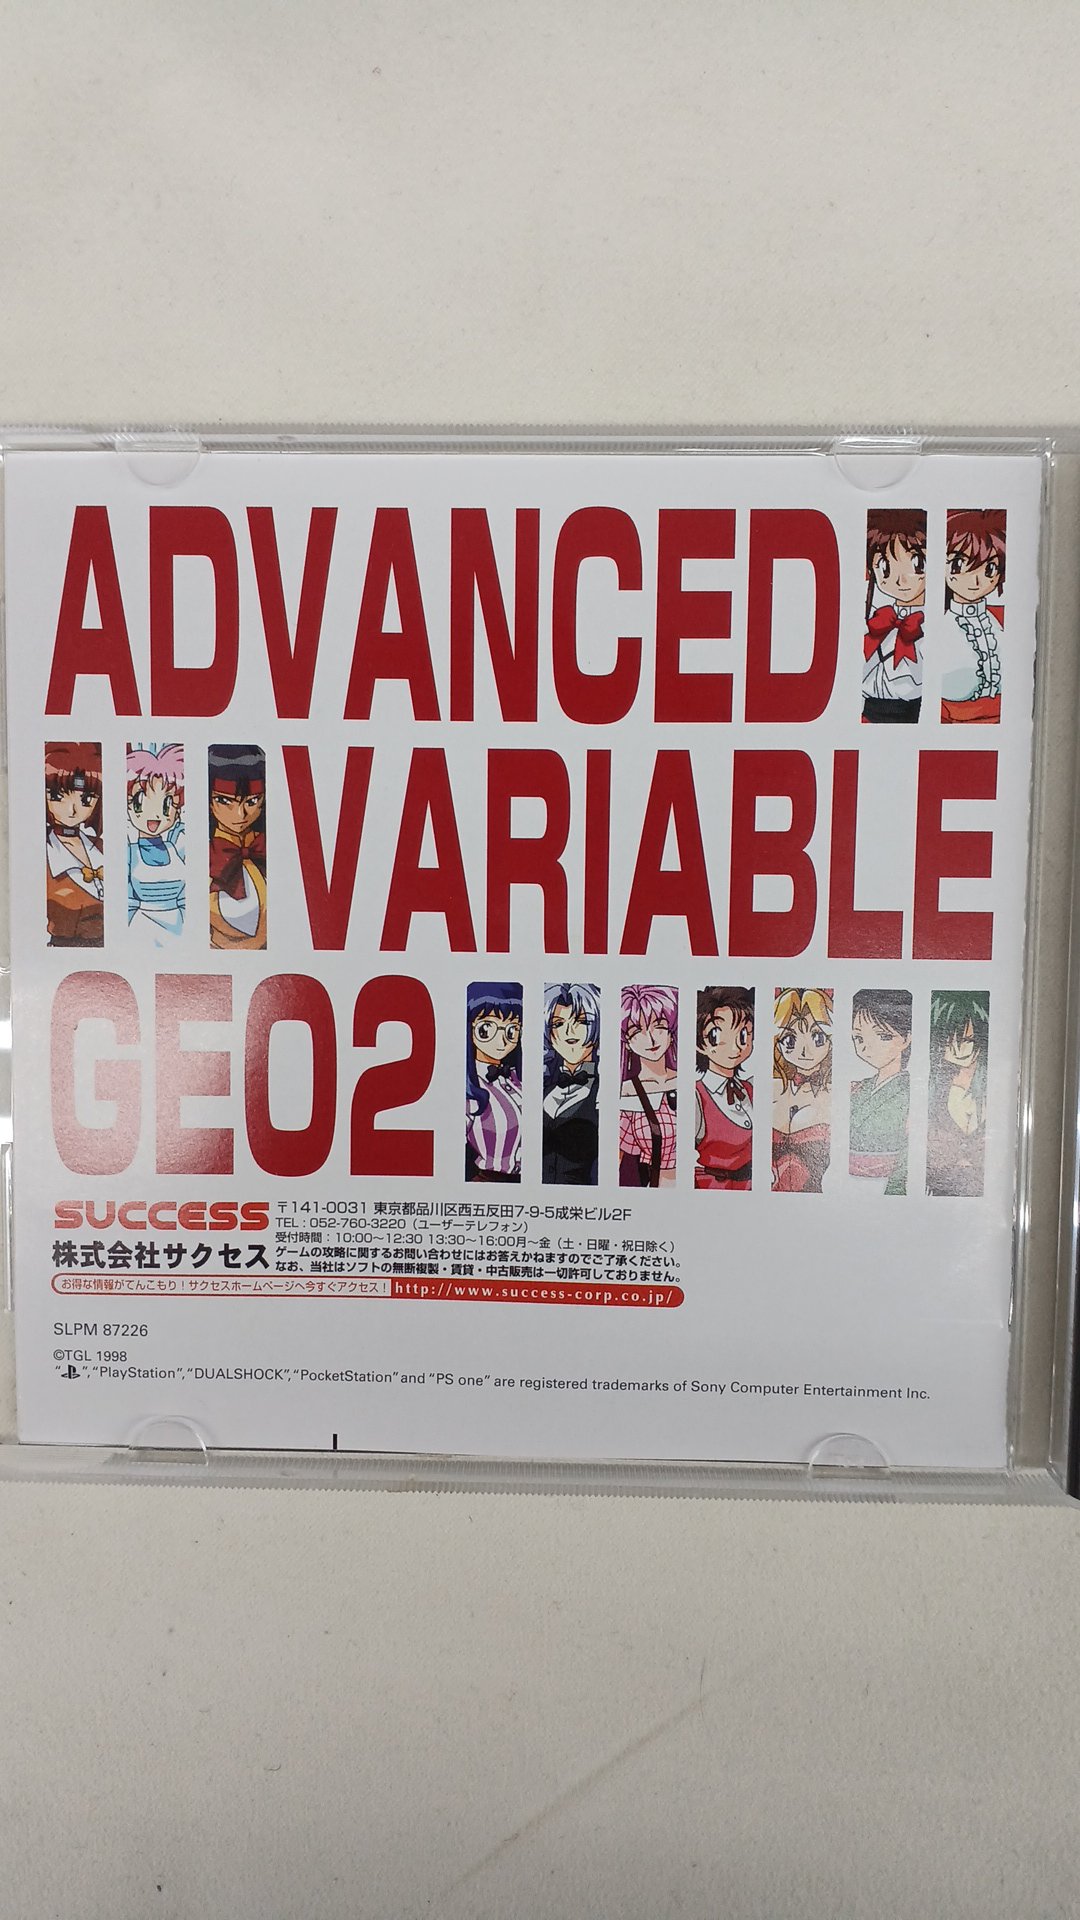 ADVANCED
VARIABLE
GEO2
SUCCESS
株式会社サクセス
〒141-0031 東京都品川区西五反田7-9-5成栄ビル2F
TEL : 052-760-3220（ユーザーテレフォン）
受付時間：10:00〜12:30 13:30〜16:00月〜金（土・日曜・祝日除く）
ゲームの攻略に関するお問い合わせにはお答えかねますのでご了承ください。
なお、当社はソフトの無断複製・賃貸・中古販売は一切許可しておりません。
お得な情報がてんこもり！サクセスホームページへ今すぐアクセス！ http://www.success-corp.co.jp/
SLPM 87226
©TGL 1998
“ ”, “PlayStation”, “DUALSHOCK”, “PocketStation” and “PS one” are registered trademarks of Sony Computer Entertainment Inc.